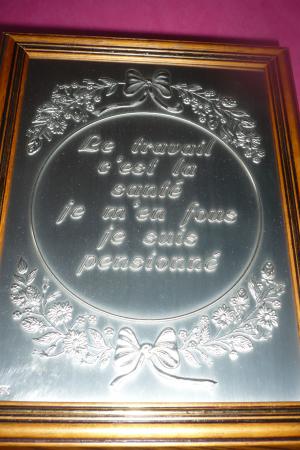 Le travail
c'est la
santé
je m'en fous
je suis
pensionné